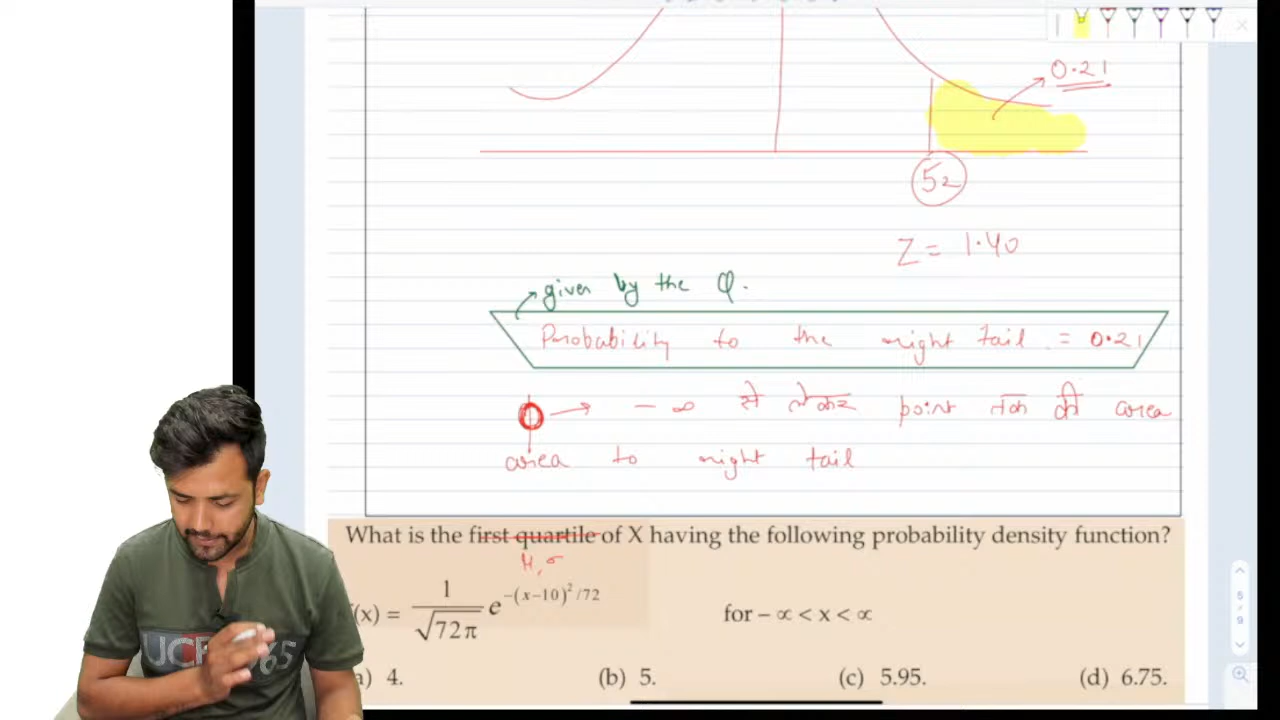 0.21
52
Z = 1.40
given by the Q.
Probability to the right tail = 0.21
→ - ∞ से लेकर point तक की area
area to right tail
What is the first quartile of X having the following probability density function?
μ, σ
(x) = 1/√72π e^-(x-10)²/72 for – ∝ < x < ∝
a) 4. (b) 5. (c) 5.95. (d) 6.75.
5
/
9